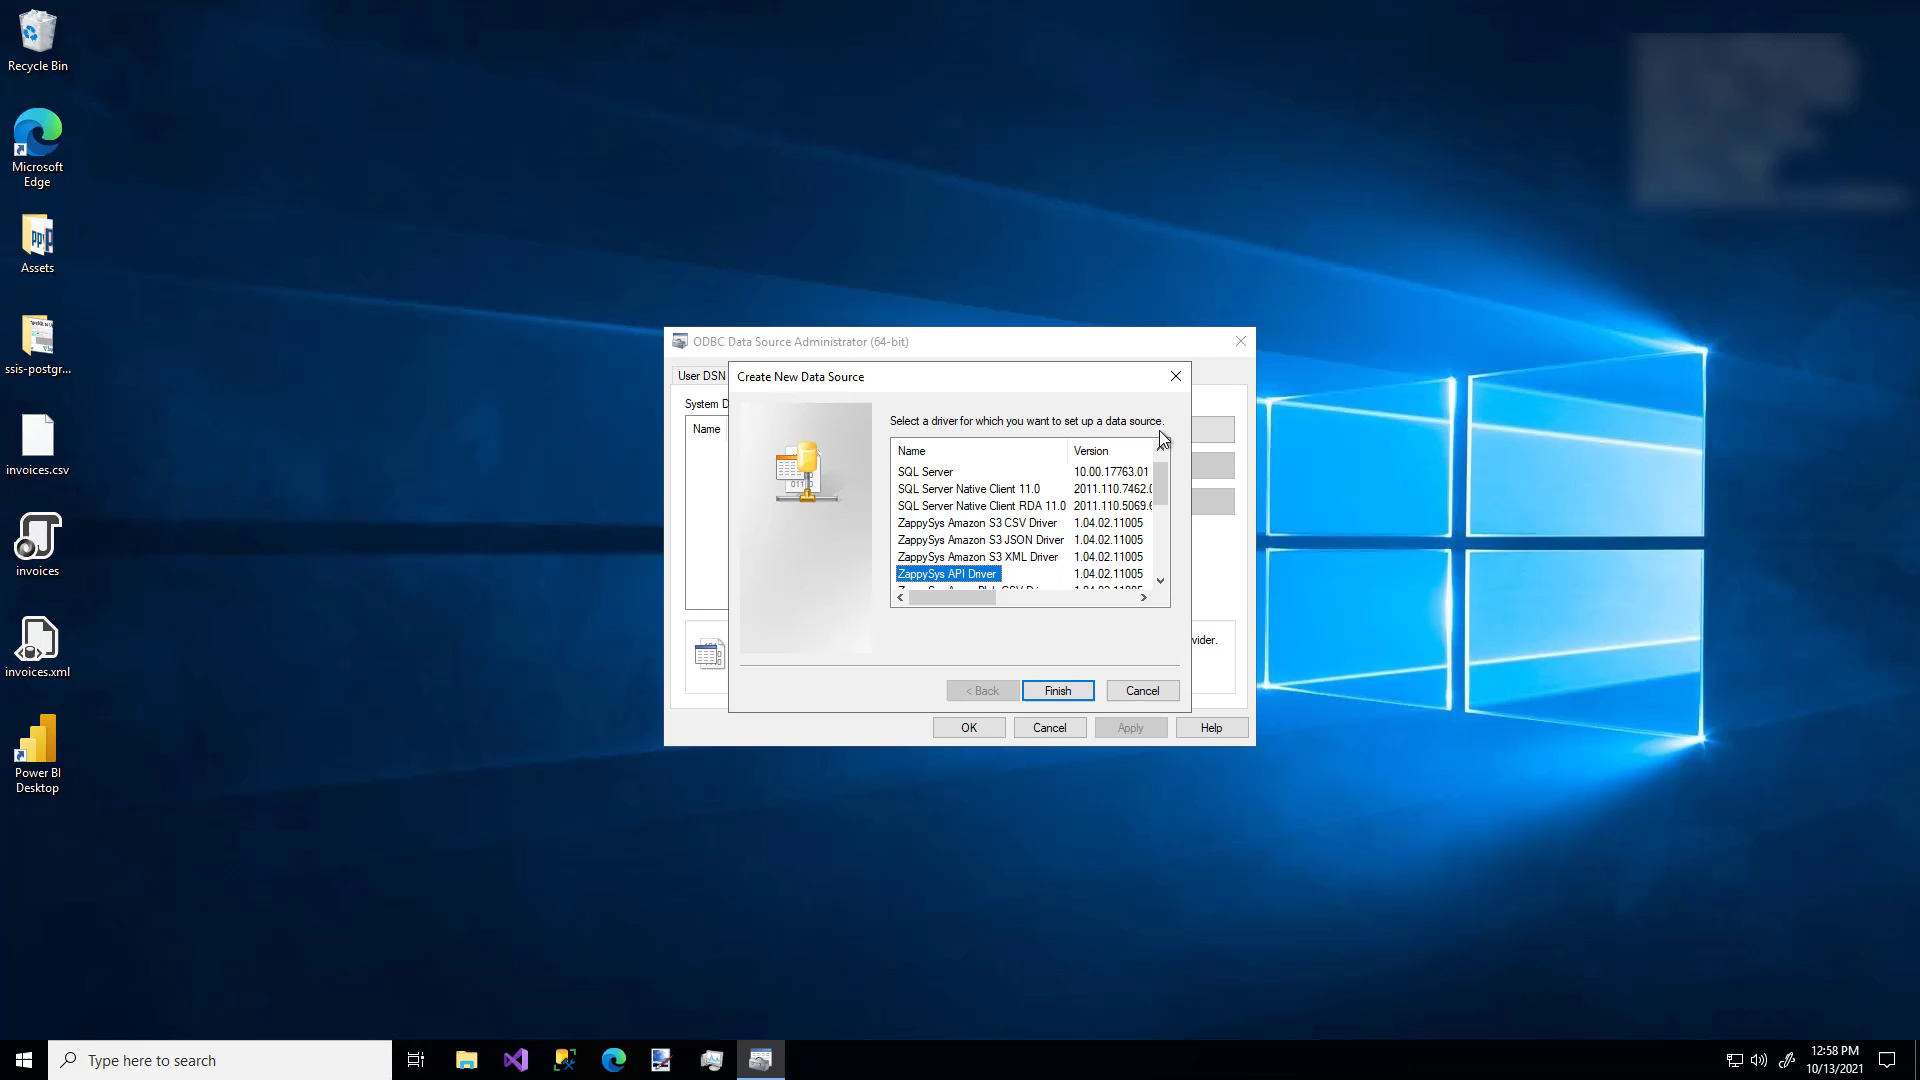 Recycle Bin
Microsoft
Edge
Assets
ssis-postgr...
invoices.csv
invoices
invoices.xml
Power BI
Desktop
ODBC Data Source Administrator (64-bit)
User DSN
System D
Name
Create New Data Source
Select a driver for which you want to set up a data source.
Name Version
SQL Server 10.00.17763.01
SQL Server Native Client 11.0 2011.110.7462.0
SQL Server Native Client RDA 11.0 2011.110.5069.6
ZappySys Amazon S3 CSV Driver 1.04.02.11005
ZappySys Amazon S3 JSON Driver 1.04.02.11005
ZappySys Amazon S3 XML Driver 1.04.02.11005
ZappySys API Driver 1.04.02.11005
vider.
< Back Finish Cancel
OK Cancel Apply Help
Type here to search
12:58 PM
10/13/2021